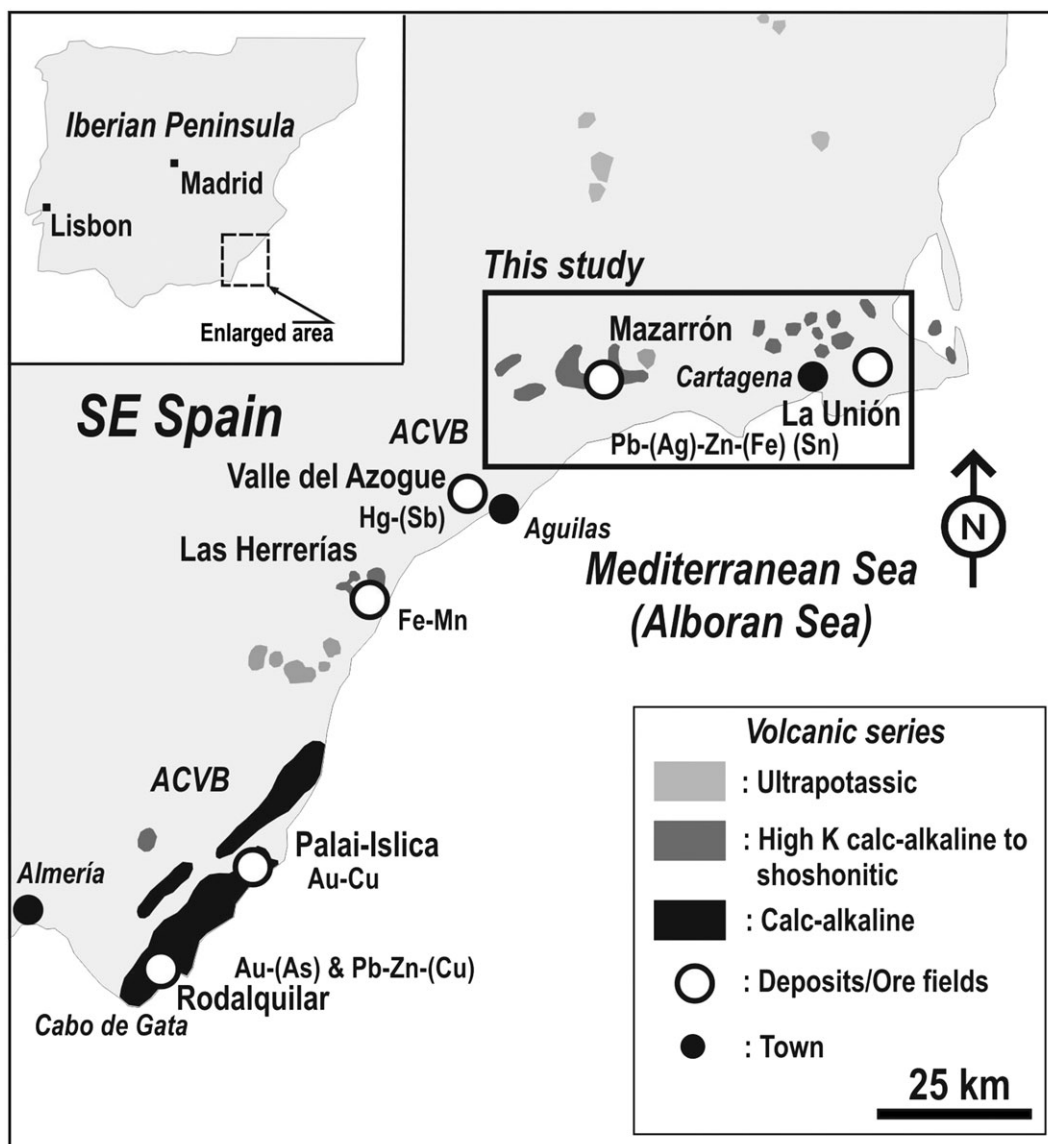 Iberian Peninsula
Madrid
Lisbon
Enlarged area
This study
Mazarrón
Cartagena
La Unión
Pb-(Ag)-Zn-(Fe) (Sn)
SE Spain
ACVB
Valle del Azogue
Hg-(Sb)
Aguilas
N
Las Herrerías
Fe-Mn
Mediterranean Sea
(Alboran Sea)
ACVB
Palai-Islica
Au-Cu
Almería
Au-(As) & Pb-Zn-(Cu)
Rodalquilar
Cabo de Gata
Volcanic series
: Ultrapotassic
: High K calc-alkaline to
shoshonitic
: Calc-alkaline
: Deposits/Ore fields
: Town
25 km